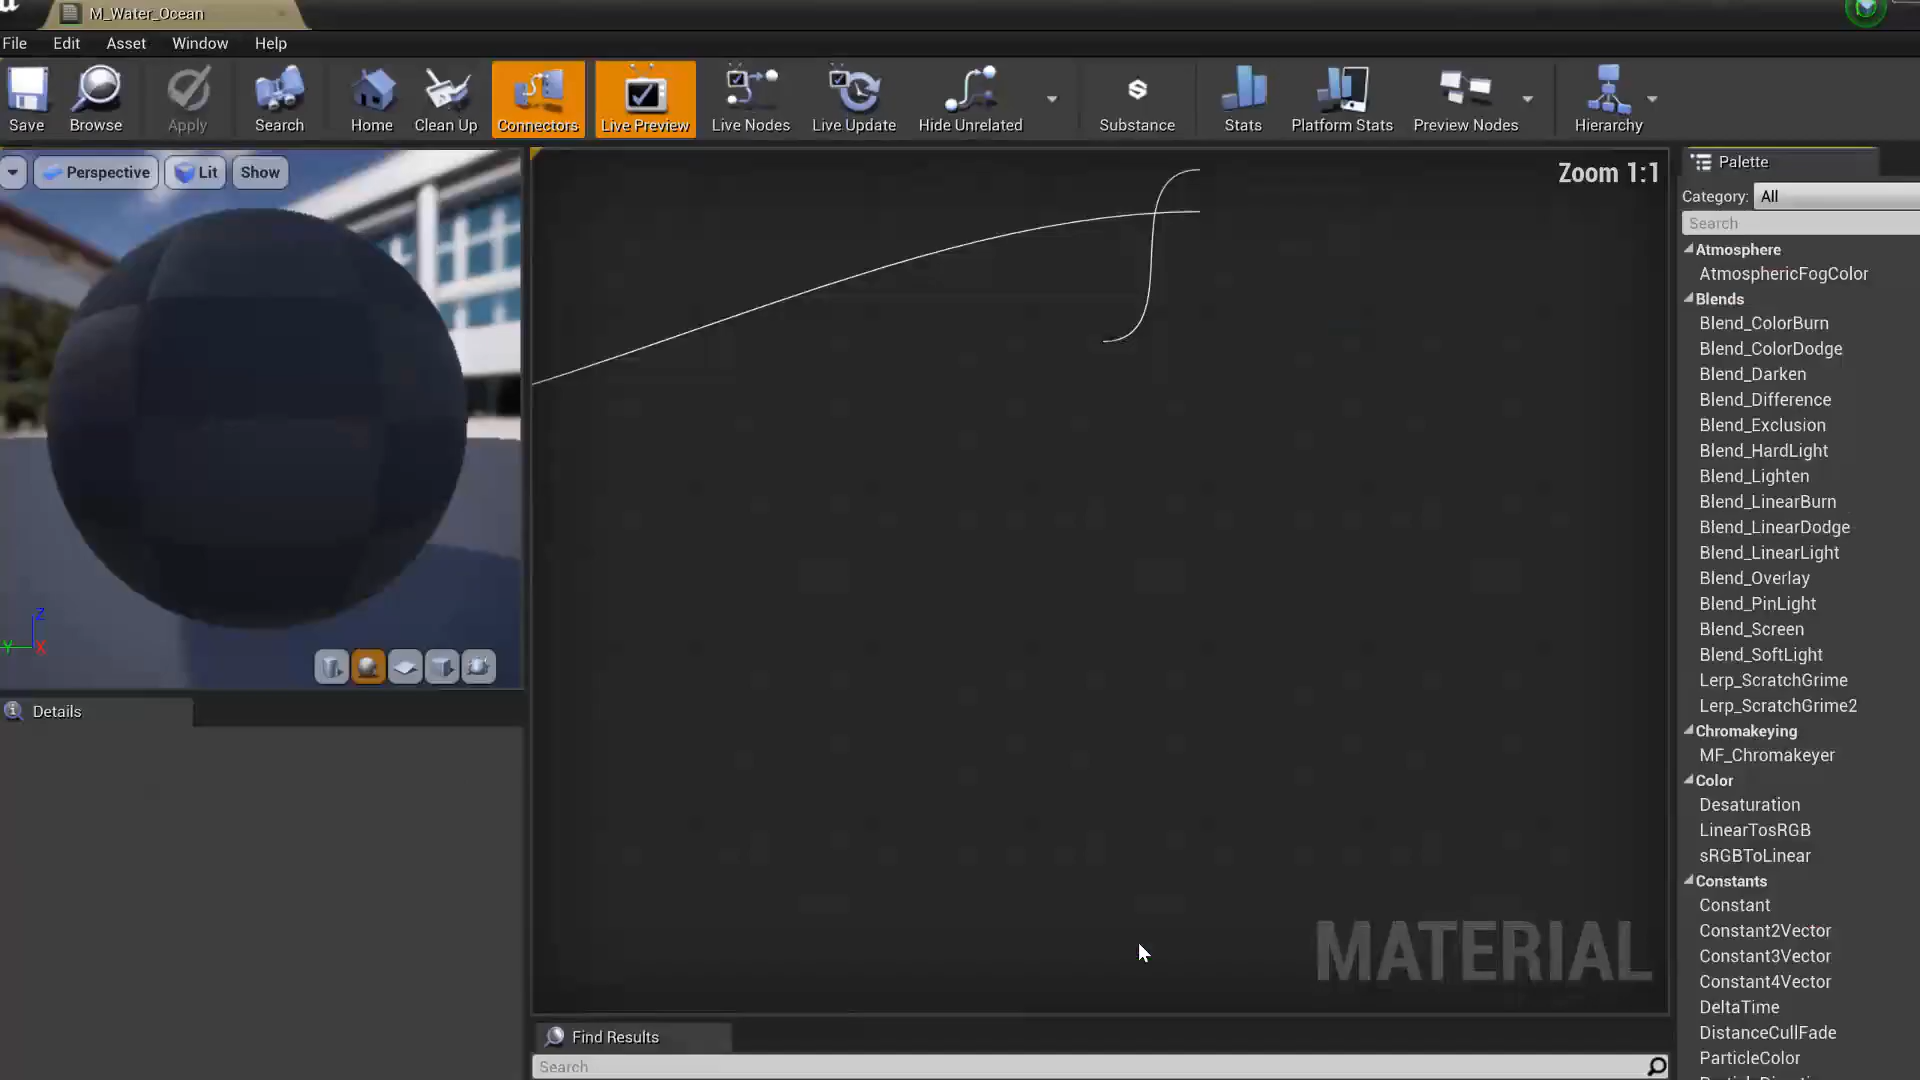 M_Water_Ocean
File Edit Asset Window Help
Save Browse Apply Search Home Clean Up Connectors Live Preview Live Nodes Live Update Hide Unrelated Substance Stats Platform Stats Preview Nodes Hierarchy
Perspective Lit Show
Zoom 1:1
Palette
Category: All
Search
Atmosphere
AtmosphericFogColor
Blends
Blend_ColorBurn
Blend_ColorDodge
Blend_Darken
Blend_Difference
Blend_Exclusion
Blend_HardLight
Blend_Lighten
Blend_LinearBurn
Blend_LinearDodge
Blend_LinearLight
Blend_Overlay
Blend_PinLight
Blend_Screen
Blend_SoftLight
Lerp_ScratchGrime
Lerp_ScratchGrime2
Chromakeying
MF_Chromakeyer
Color
Desaturation
LinearTosRGB
sRGBToLinear
Constants
Constant
Constant2Vector
Constant3Vector
Constant4Vector
DeltaTime
DistanceCullFade
ParticleColor
Z
Y X
Details
MATERIAL
Find Results
Search